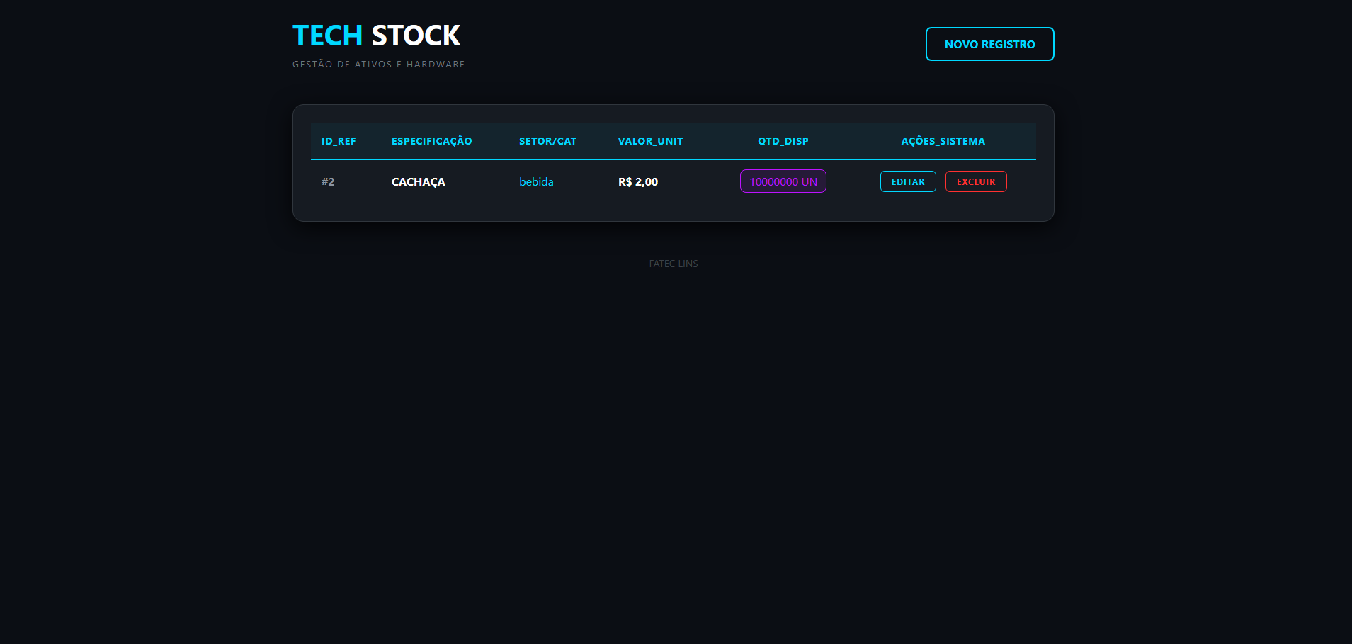 TECH STOCK
GESTÃO DE ATIVOS E HARDWARE
NOVO REGISTRO
ID_REF ESPECIFICAÇÃO SETOR/CAT VALOR_UNIT QTD_DISP AÇÕES_SISTEMA
#2 CACHAÇA bebida R$ 2,00 10000000 UN EDITAR EXCLUIR
FATEC LINS